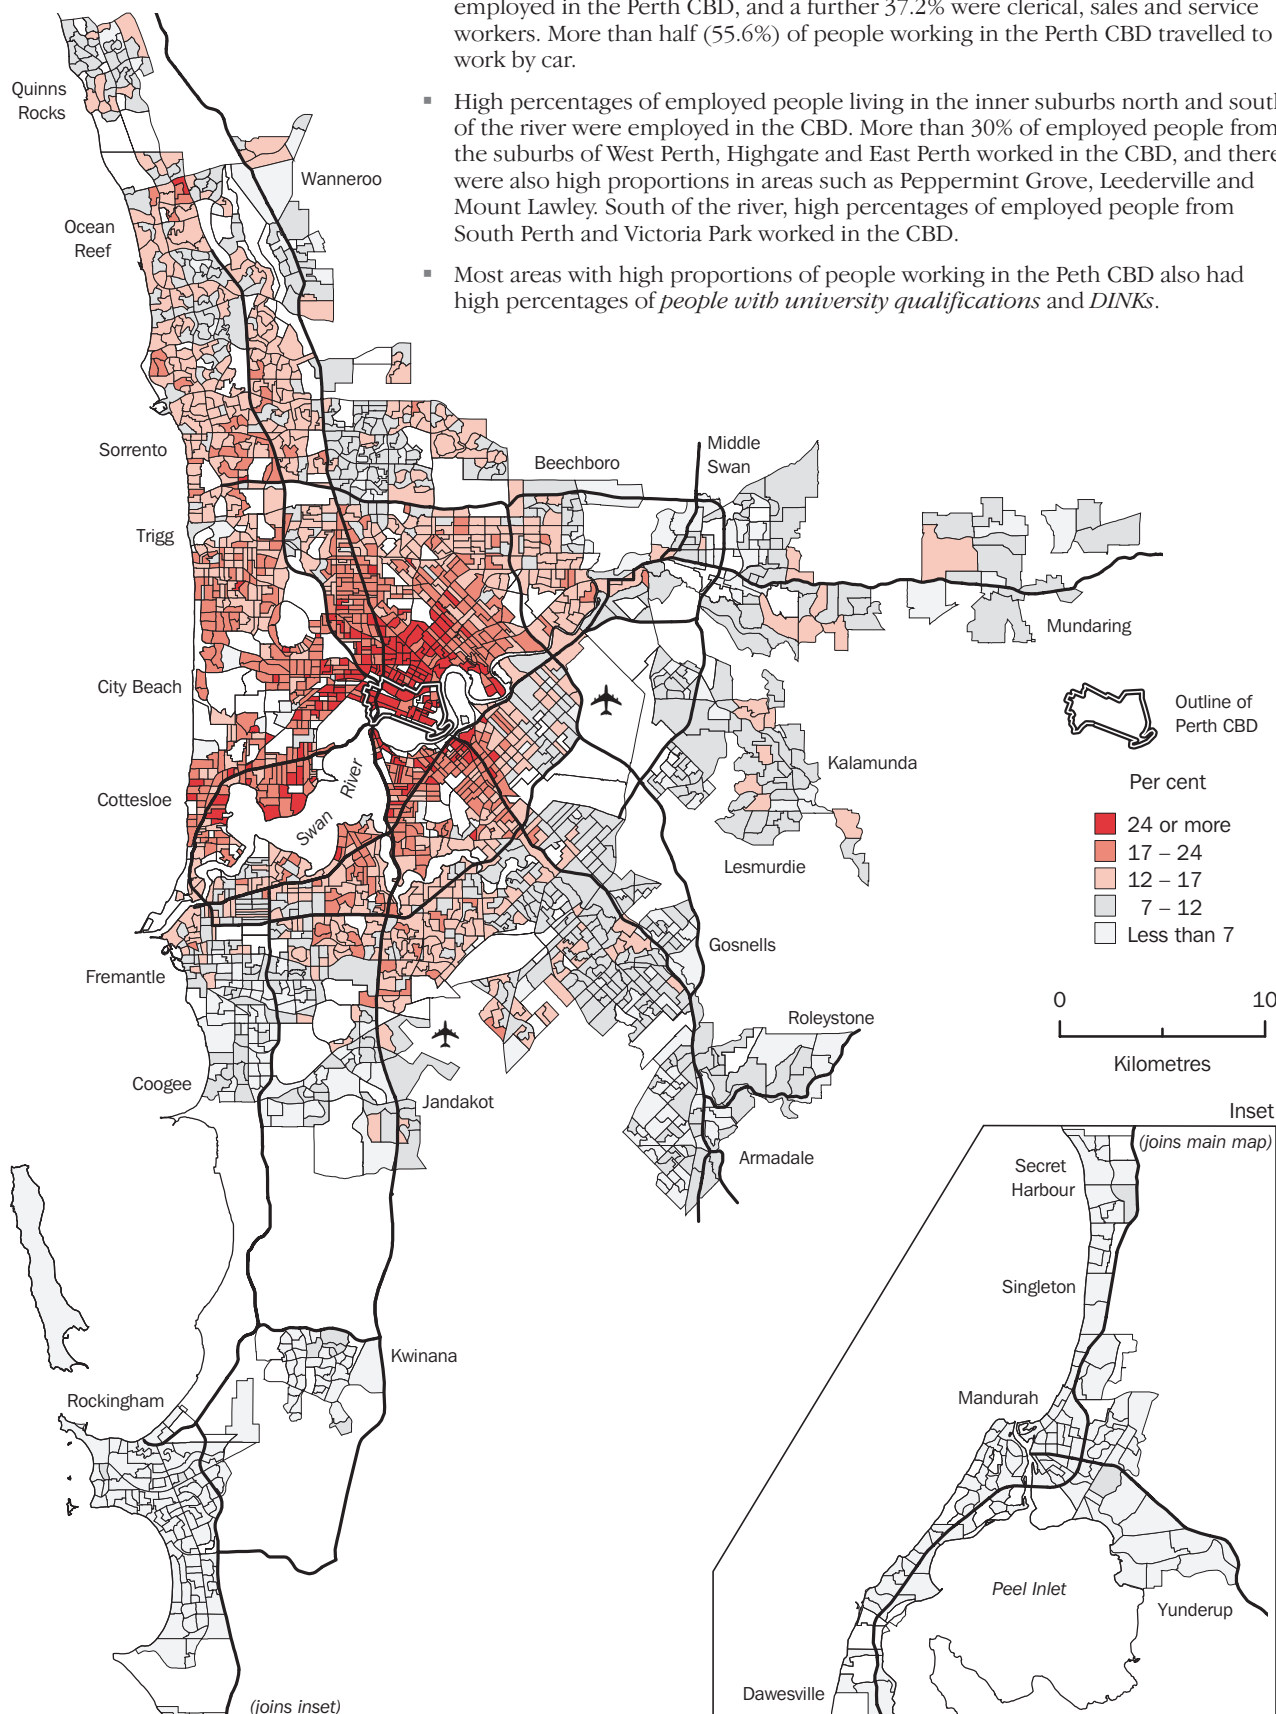 employed in the Perth CBD, and a further 37.2% were clerical, sales and service
workers. More than half (55.6%) of people working in the Perth CBD travelled to
work by car.
▪ High percentages of employed people living in the inner suburbs north and south
of the river were employed in the CBD. More than 30% of employed people from
the suburbs of West Perth, Highgate and East Perth worked in the CBD, and there
were also high proportions in areas such as Peppermint Grove, Leederville and
Mount Lawley. South of the river, high percentages of employed people from
South Perth and Victoria Park worked in the CBD.
▪ Most areas with high proportions of people working in the Peth CBD also had
high percentages of people with university qualifications and DINKs.
Quinns
Rocks
Wanneroo
Ocean
Reef
Sorrento
Beechboro
Middle
Swan
Trigg
Mundaring
City Beach
Outline of
Perth CBD
Kalamunda
Cottesloe
Swan River
Lesmurdie
Per cent
24 or more
17 – 24
12 – 17
7 – 12
Less than 7
Gosnells
Fremantle
0 10
Kilometres
Roleystone
Coogee
Jandakot
Armadale
Inset
(joins main map)
Secret
Harbour
Singleton
Kwinana
Rockingham
Mandurah
Peel Inlet
Yunderup
Dawesville
(joins inset)